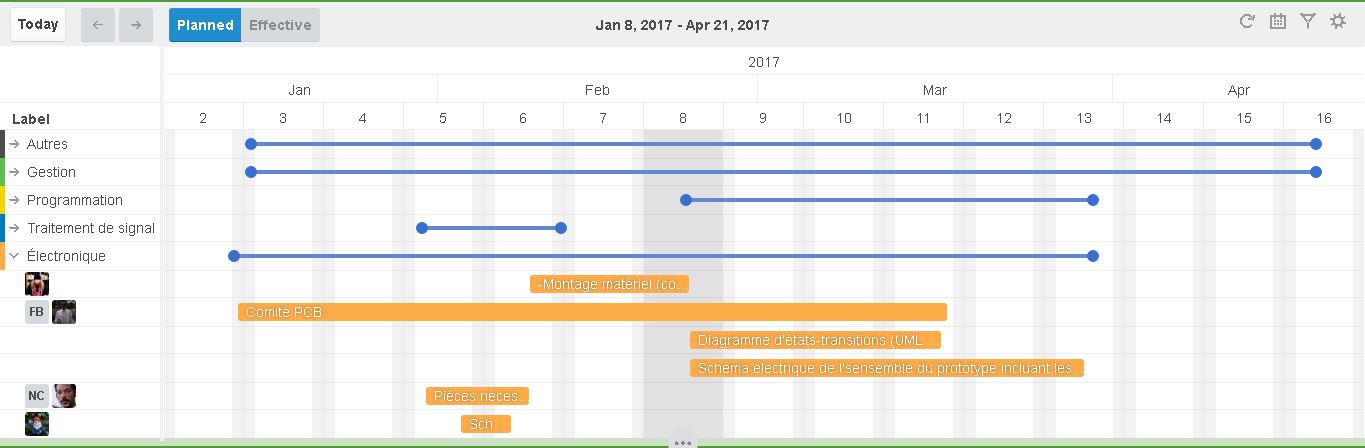 Today ← → Planned Effective Jan 8, 2017 - Apr 21, 2017
2017
Jan Feb Mar Apr
Label 2 3 4 5 6 7 8 9 10 11 12 13 14 15 16
Autres
Gestion
Programmation
Traitement de signal
Électronique
-Montage matériel (co...
FB Comité PCB
Diagramme d'états-transitions (UML ...
Schéma électrique de l'sensemble du prototype incluant les...
NC Pièces néces...
Sch...